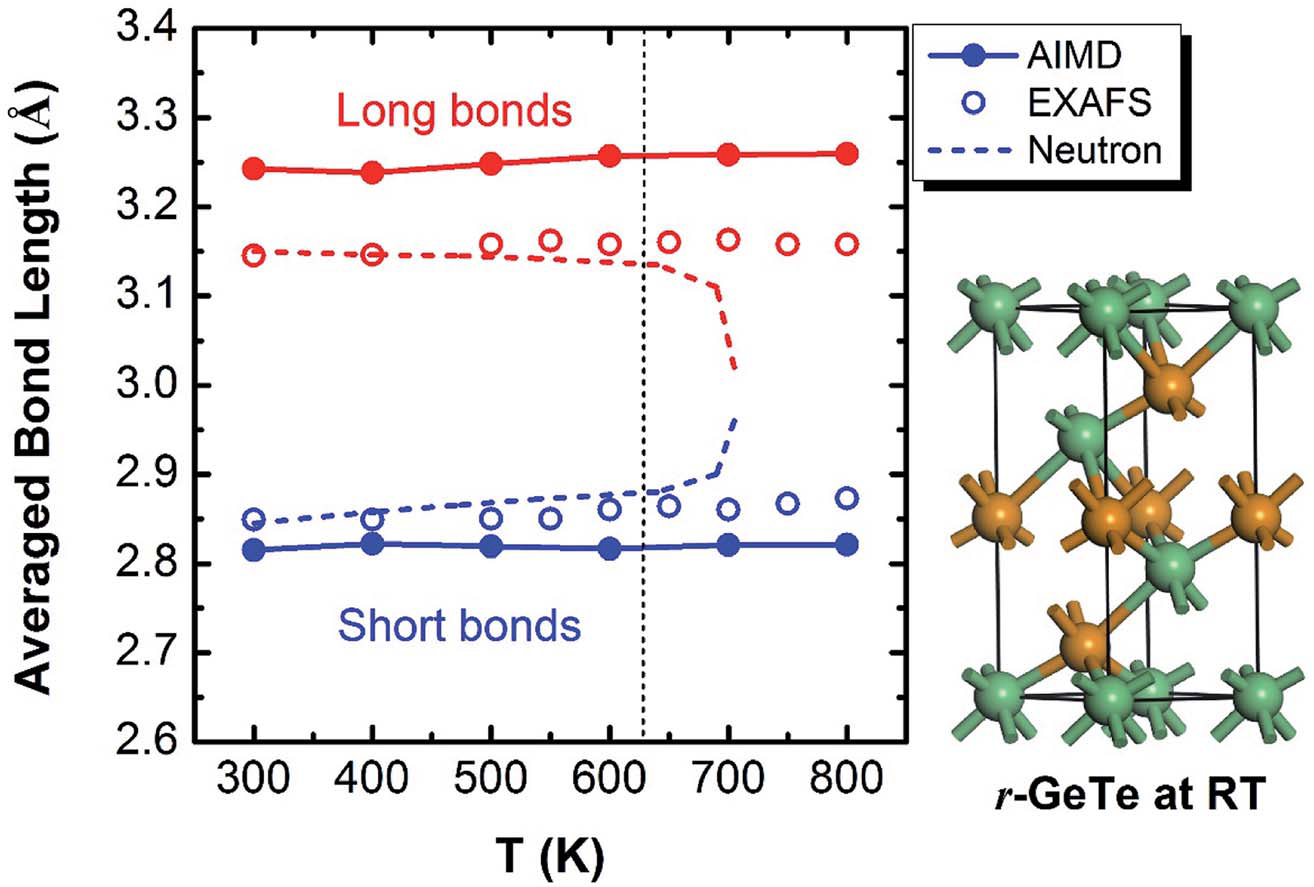 3.4
3.3
3.2
3.1
3.0
2.9
2.8
2.7
2.6
Averaged Bond Length (Å)
Long bonds
Short bonds
300 400 500 600 700 800
T (K)
AIMD
EXAFS
Neutron
r-GeTe at RT